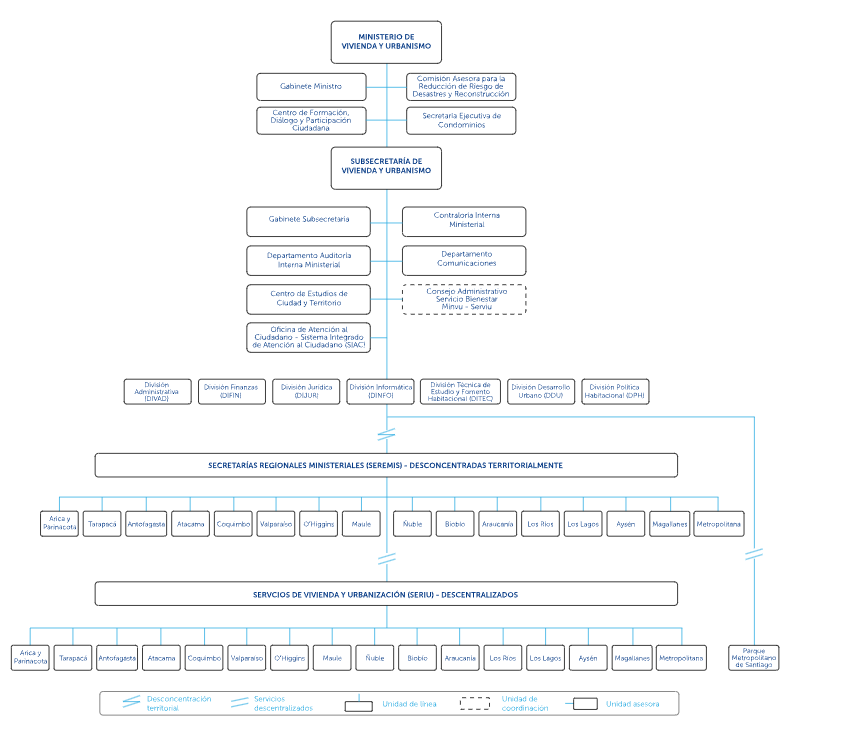 MINISTERIO DE
VIVIENDA Y URBANISMO
Gabinete Ministro
Comisión Asesora para la
Reducción de Riesgo de
Desastres y Reconstrucción
Centro de Formación,
Diálogo y Participación
Ciudadana
Secretaría Ejecutiva de
Condominios
SUBSECRETARÍA DE
VIVIENDA Y URBANISMO
Gabinete Subsecretaría
Contraloría Interna
Ministerial
Departamento Auditoría
Interna Ministerial
Departamento
Comunicaciones
Centro de Estudios de
Ciudad y Territorio
Consejo Administrativo
Servicio Bienestar
Minvu - Serviu
Oficina de Atención al
Ciudadano - Sistema Integrado
de Atención al Ciudadano (SIAC)
División
Administrativa
(DIVAD)
División Finanzas
(DIFIN)
División Jurídica
(DIJUR)
División Informática
(DINFO)
División Técnica de
Estudio y Fomento
Habitacional (DITEC)
División Desarrollo
Urbano (DDU)
División Política
Habitacional (DPH)
SECRETARÍAS REGIONALES MINISTERIALES (SEREMIS) - DESCONCENTRADAS TERRITORIALMENTE
Arica y
Parinacota
Tarapacá
Antofagasta
Atacama
Coquimbo
Valparaíso
O'Higgins
Maule
Ñuble
Biobío
Araucanía
Los Ríos
Los Lagos
Aysén
Magallanes
Metropolitana
SERVCIOS DE VIVIENDA Y URBANIZACIÓN (SERIU) - DESCENTRALIZADOS
Arica y
Parinacota
Tarapacá
Antofagasta
Atacama
Coquimbo
Valparaíso
O'Higgins
Maule
Ñuble
Biobío
Araucanía
Los Ríos
Los Lagos
Aysén
Magallanes
Metropolitana
Parque
Metropolitano
de Santiago
Desconcentración
territorial
Servicios
descentralizados
Unidad de línea
Unidad de
coordinación
Unidad asesora